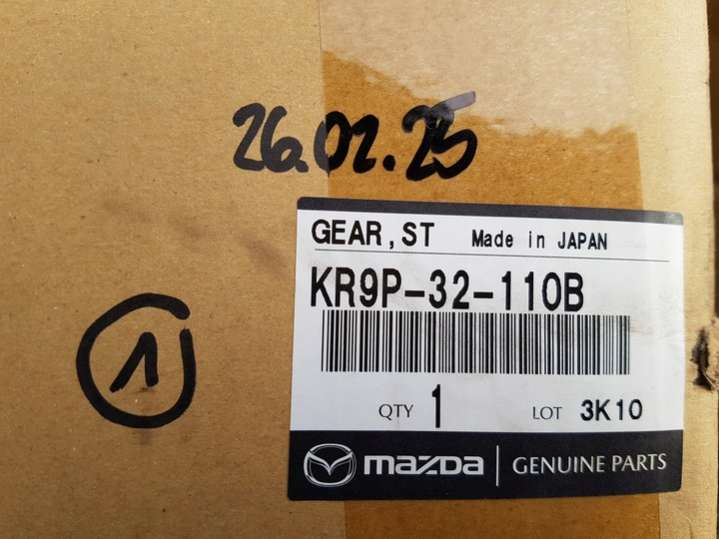 26.02.25
GEAR, ST Made in JAPAN
KR9P-32-110B
1
QTY 1 LOT 3K10
mazda GENUINE PARTS